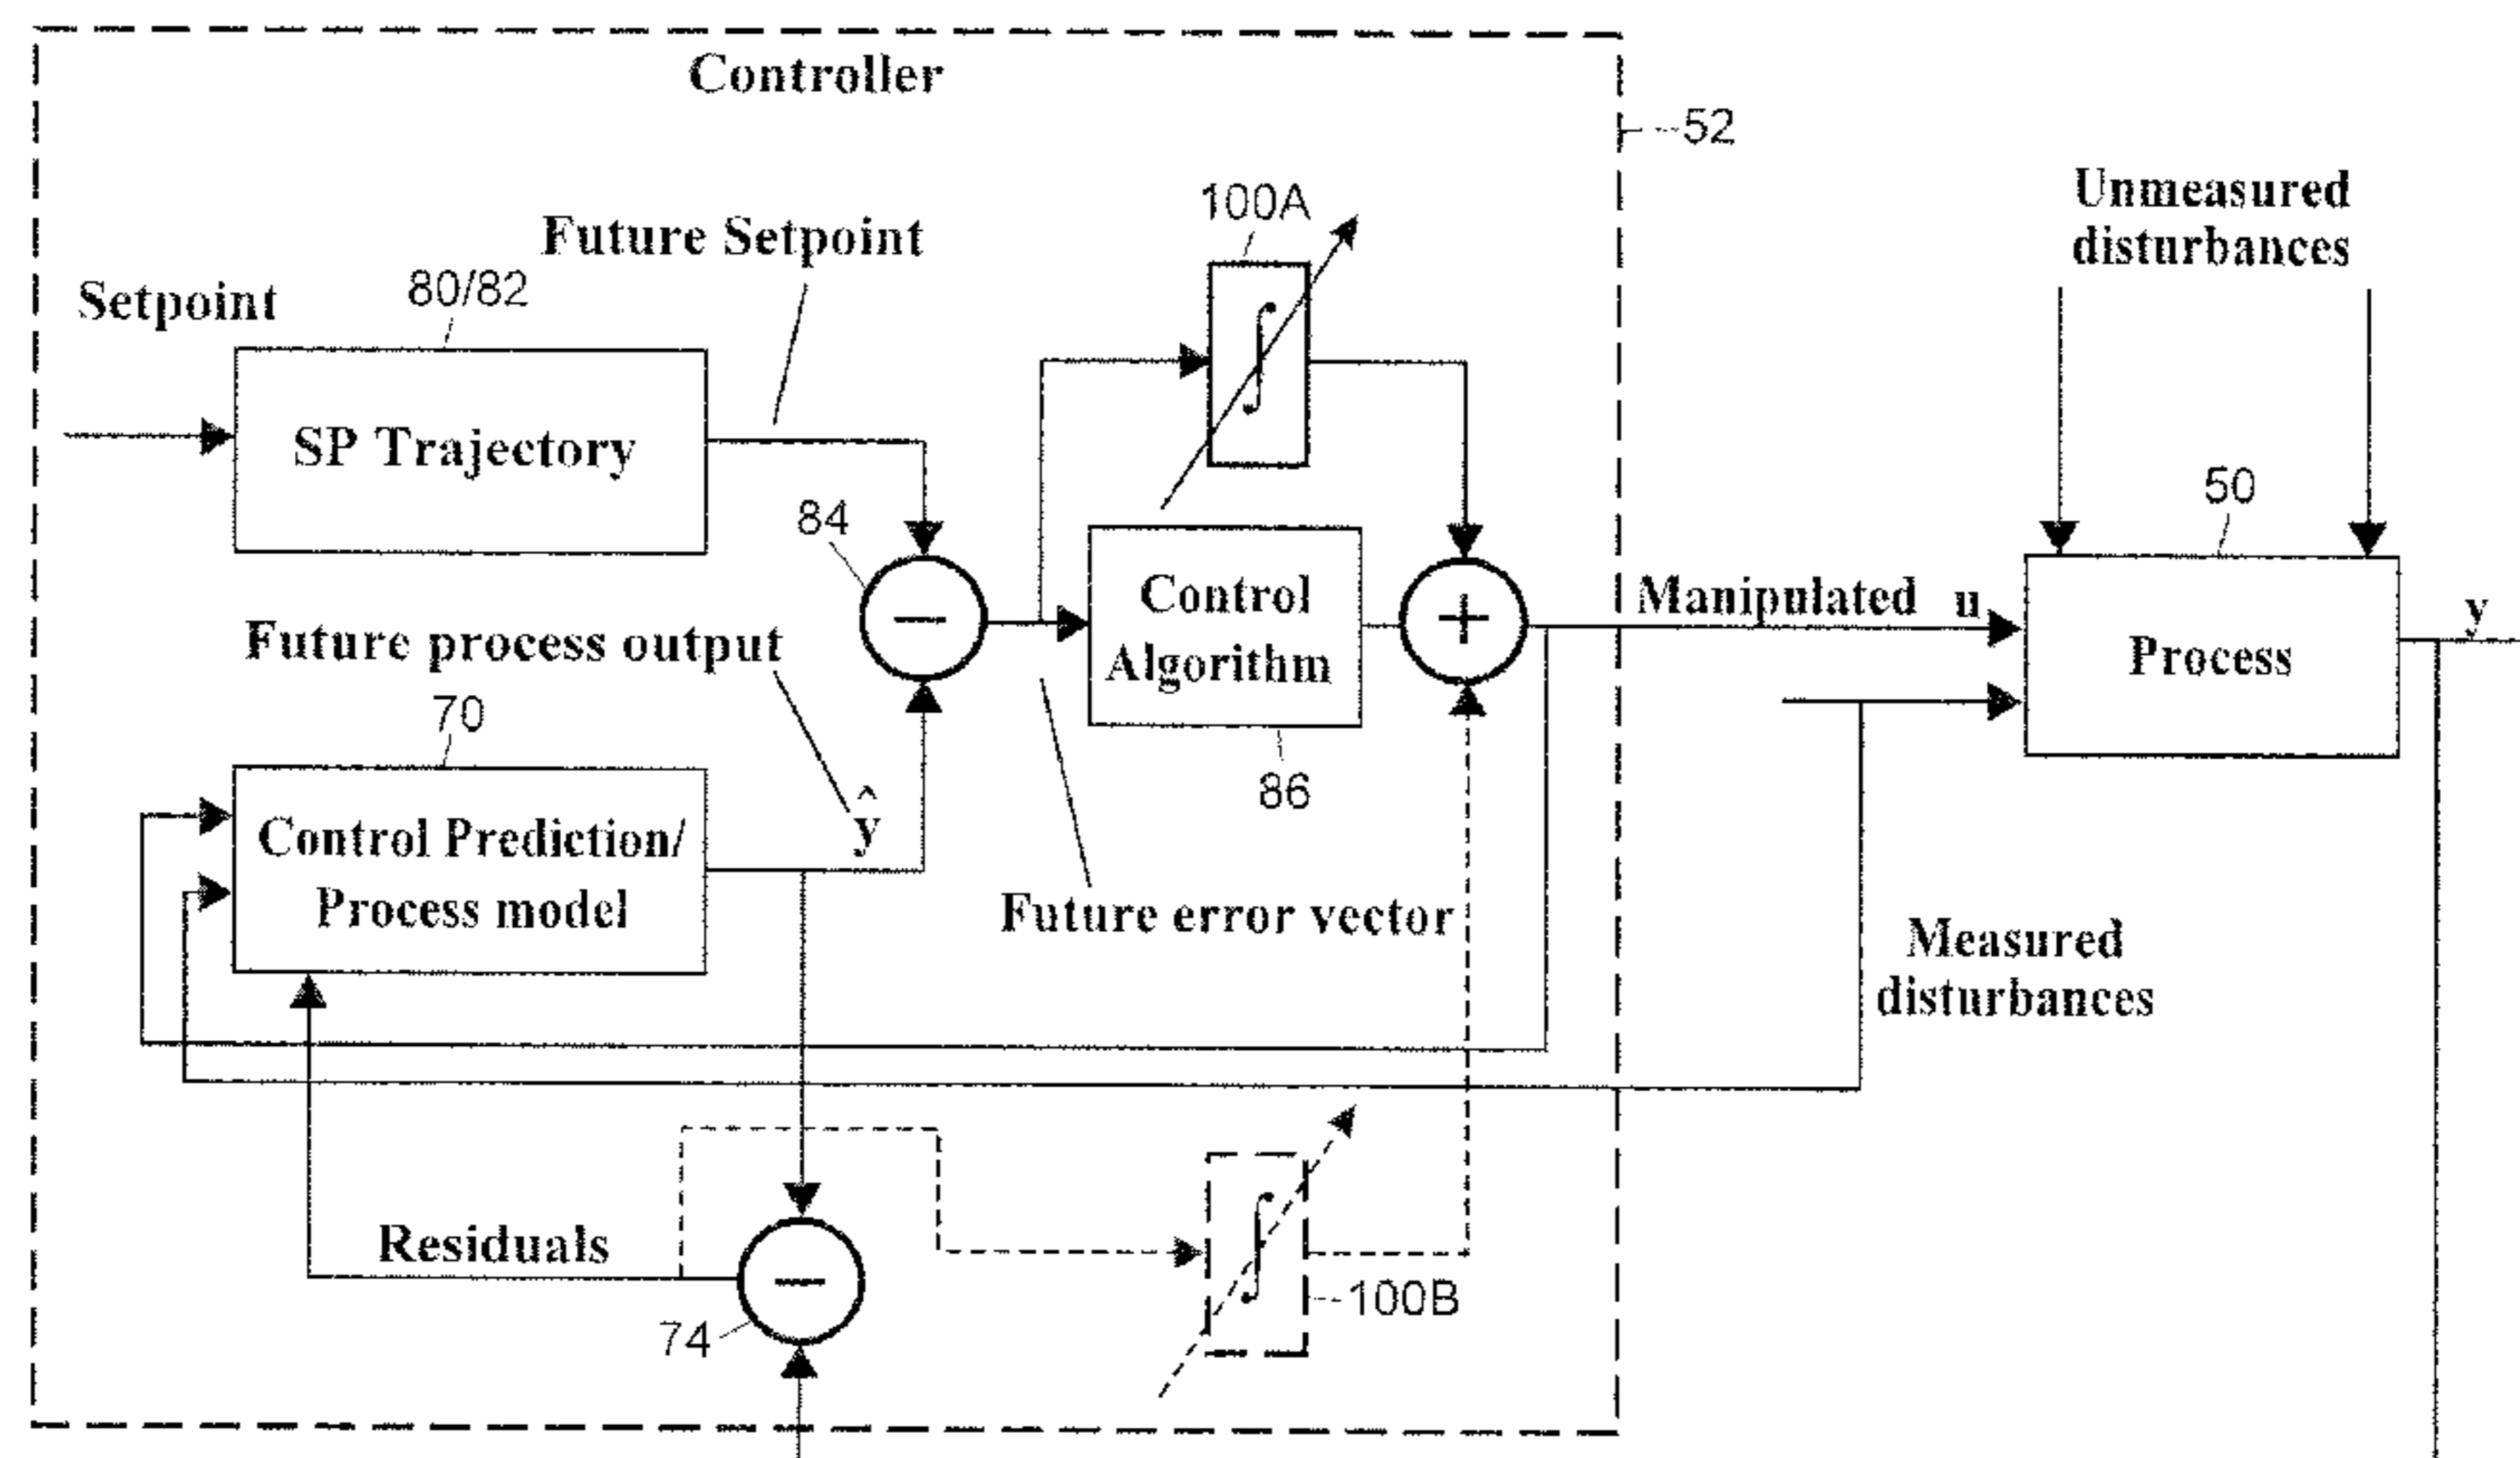 Controller
52
100A
Unmeasured
disturbances
Future Setpoint
Setpoint
80/82
∫
SP Trajectory
84
50
Control
Algorithm
+
Manipulated u
y
Process
−
Future process output
70
86
ŷ
Control Prediction/
Process model
Future error vector
Measured
disturbances
Residuals
∫
−
100B
74